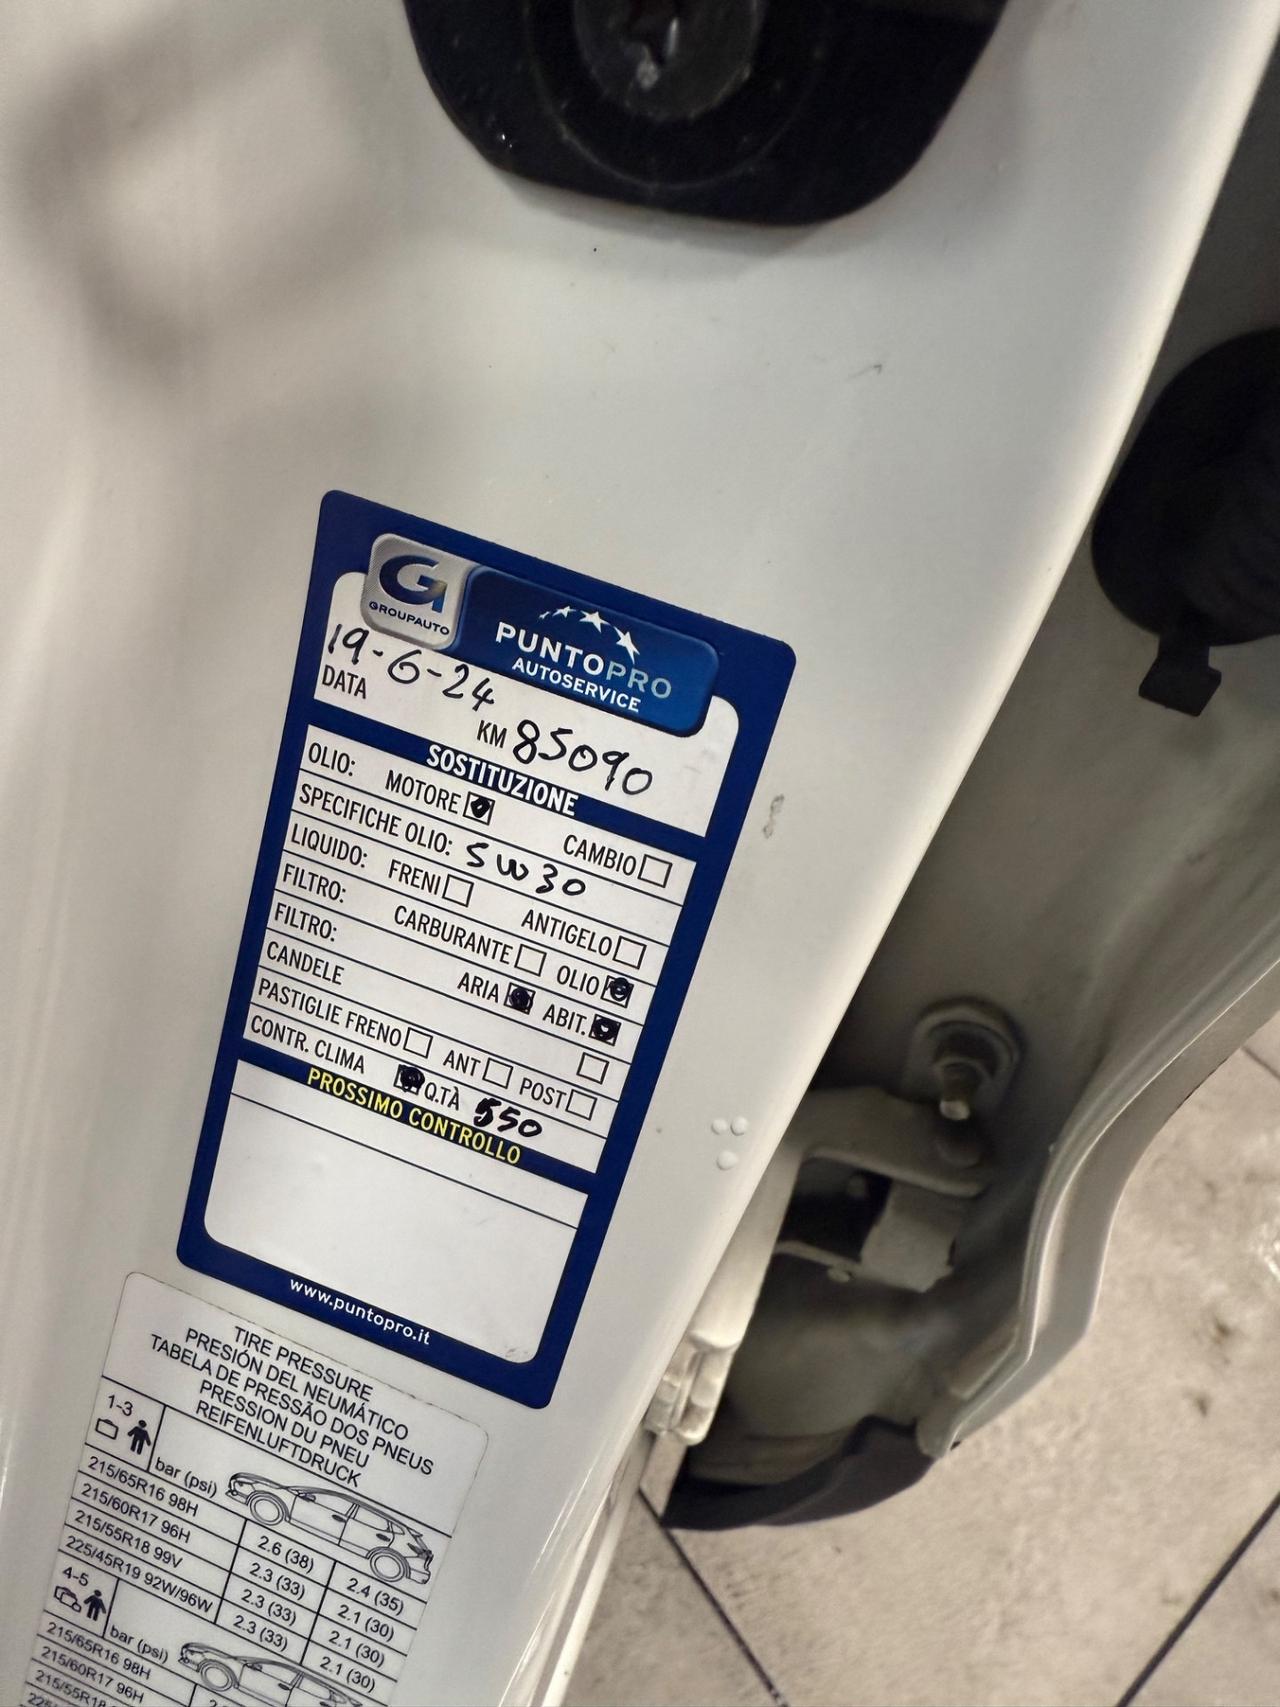 G
GROUPAUTO
PUNTOPRO
AUTOSERVICE
19-6-24
DATA
KM 85090
SOSTITUZIONE
OLIO: MOTORE CAMBIO
SPECIFICHE OLIO: 5W30
LIQUIDO: FRENI ANTIGELO
FILTRO: CARBURANTE OLIO
FILTRO: ARIA ABIT.
CANDELE
PASTIGLIE FRENO ANT POST
CONTR. CLIMA Q.TÀ 550
PROSSIMO CONTROLLO
www.puntopro.it
TIRE PRESSURE
PRESIÓN DEL NEUMÁTICO
TABELA DE PRESSÃO DOS PNEUS
PRESSION DU PNEU
REIFENLUFTDRUCK
1-3 bar (psi)
215/65R16 98H 2.6 (38) 2.4 (35)
215/60R17 96H 2.3 (33) 2.1 (30)
215/55R18 99V 2.3 (33) 2.1 (30)
225/45R19 92W/96W 2.3 (33) 2.1 (30)
4-5 bar (psi)
215/65R16 98H
215/60R17 96H
215/55R18